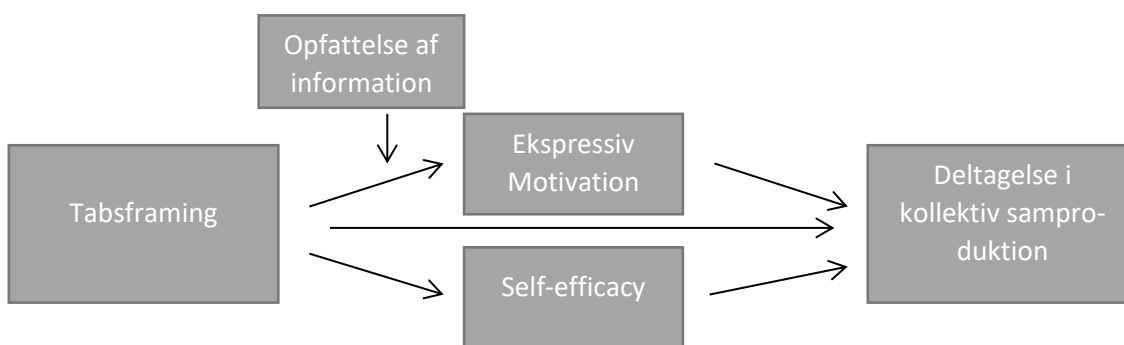 Opfattelse af
information
Tabsframing
Ekspressiv
Motivation
Self-efficacy
Deltagelse i
kollektiv sampro-
duktion